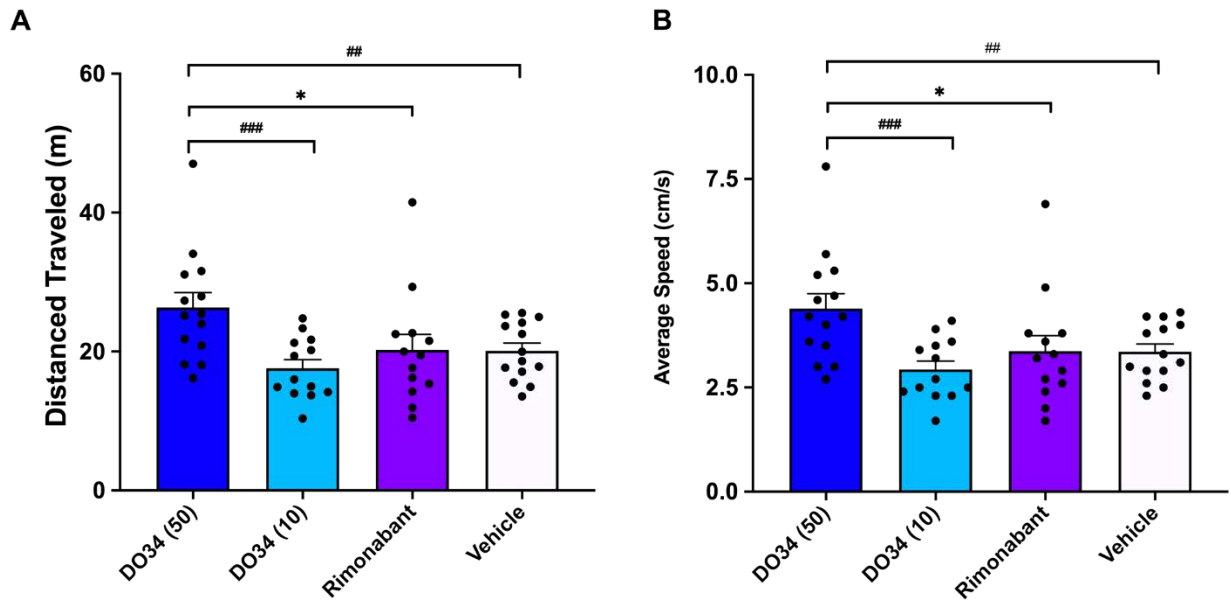 A
##
*
###
60
40
20
0
Distanced Traveled (m)
DO34 (50)
DO34 (10)
Rimonabant
Vehicle
B
##
*
###
10.0
7.5
5.0
2.5
0.0
Average Speed (cm/s)
DO34 (50)
DO34 (10)
Rimonabant
Vehicle